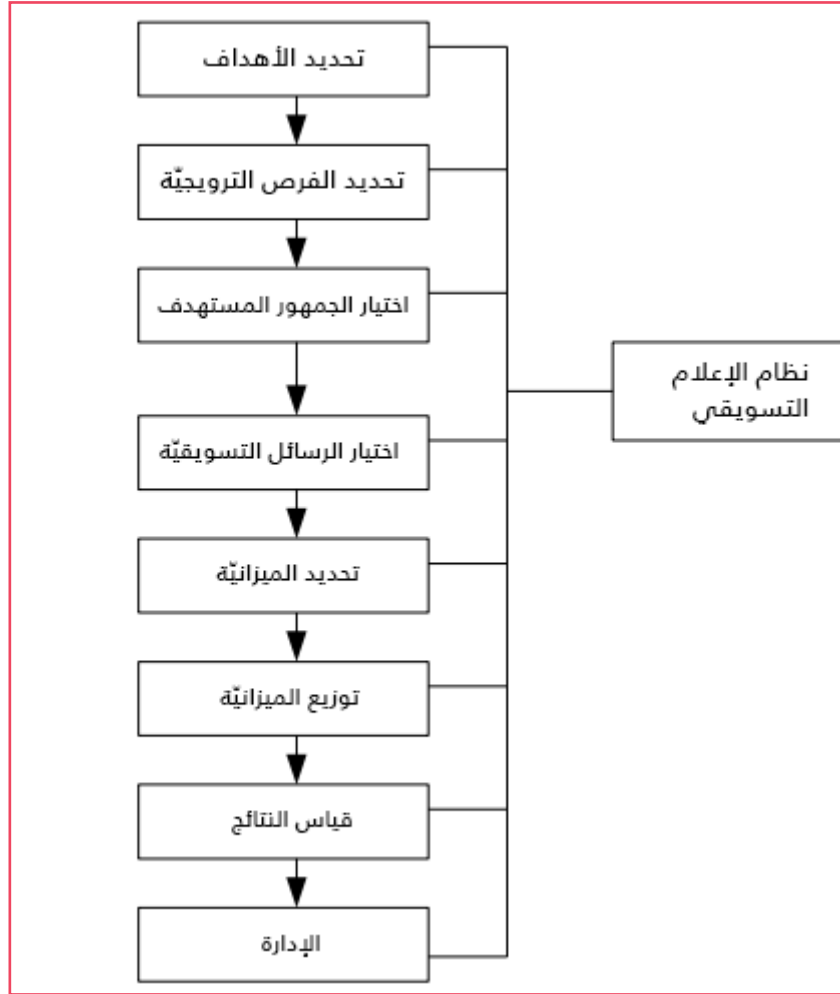 تحديد الأهداف
تحديد الفرص الترويجيّة
اختيار الجمهور المستهدف
نظام الإعلام
التسويقي
اختيار الرسائل التسويقيّة
تحديد الميزانيّة
توزيع الميزانيّة
قياس النتائج
الإدارة